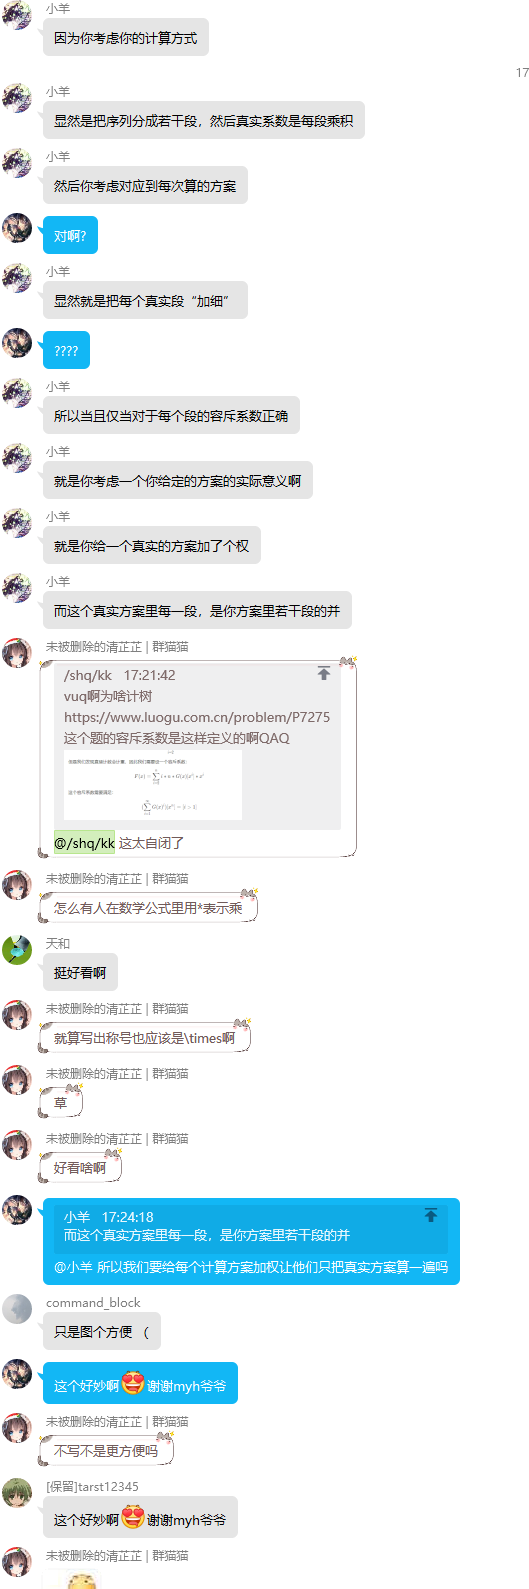 小羊
因为你考虑你的计算方式
17
小羊
显然是把序列分成若干段，然后真实系数是每段乘积
小羊
然后你考虑对应到每次算的方案
对啊?
小羊
显然就是把每个真实段“加细”
????
小羊
所以当且仅当对于每个段的容斥系数正确
小羊
就是你考虑一个你给定的方案的实际意义啊
小羊
就是你给一个真实的方案加了个权
小羊
而这个真实方案里每一段，是你方案里若干段的并
未被删除的清芷芷 | 群猫猫
/shq/kk 17:21:42
vuq啊为啥计树
https://www.luogu.com.cn/problem/P7275
这个题的容斥系数是这样定义的啊QAQ
@/shq/kk 这太自闭了
未被删除的清芷芷 | 群猫猫
怎么有人在数学公式里用*表示乘
天和
挺好看啊
未被删除的清芷芷 | 群猫猫
就算写出称号也应该是\times啊
未被删除的清芷芷 | 群猫猫
草
未被删除的清芷芷 | 群猫猫
好看啥啊
小羊 17:24:18
而这个真实方案里每一段，是你方案里若干段的并
@小羊 所以我们要给每个计算方案加权让他们只把真实方案算一遍吗
command_block
只是图个方便 （
这个好妙啊😍谢谢myh爷爷
未被删除的清芷芷 | 群猫猫
不写不是更方便吗
[保留]tarst12345
这个好妙啊😍谢谢myh爷爷
未被删除的清芷芷 | 群猫猫